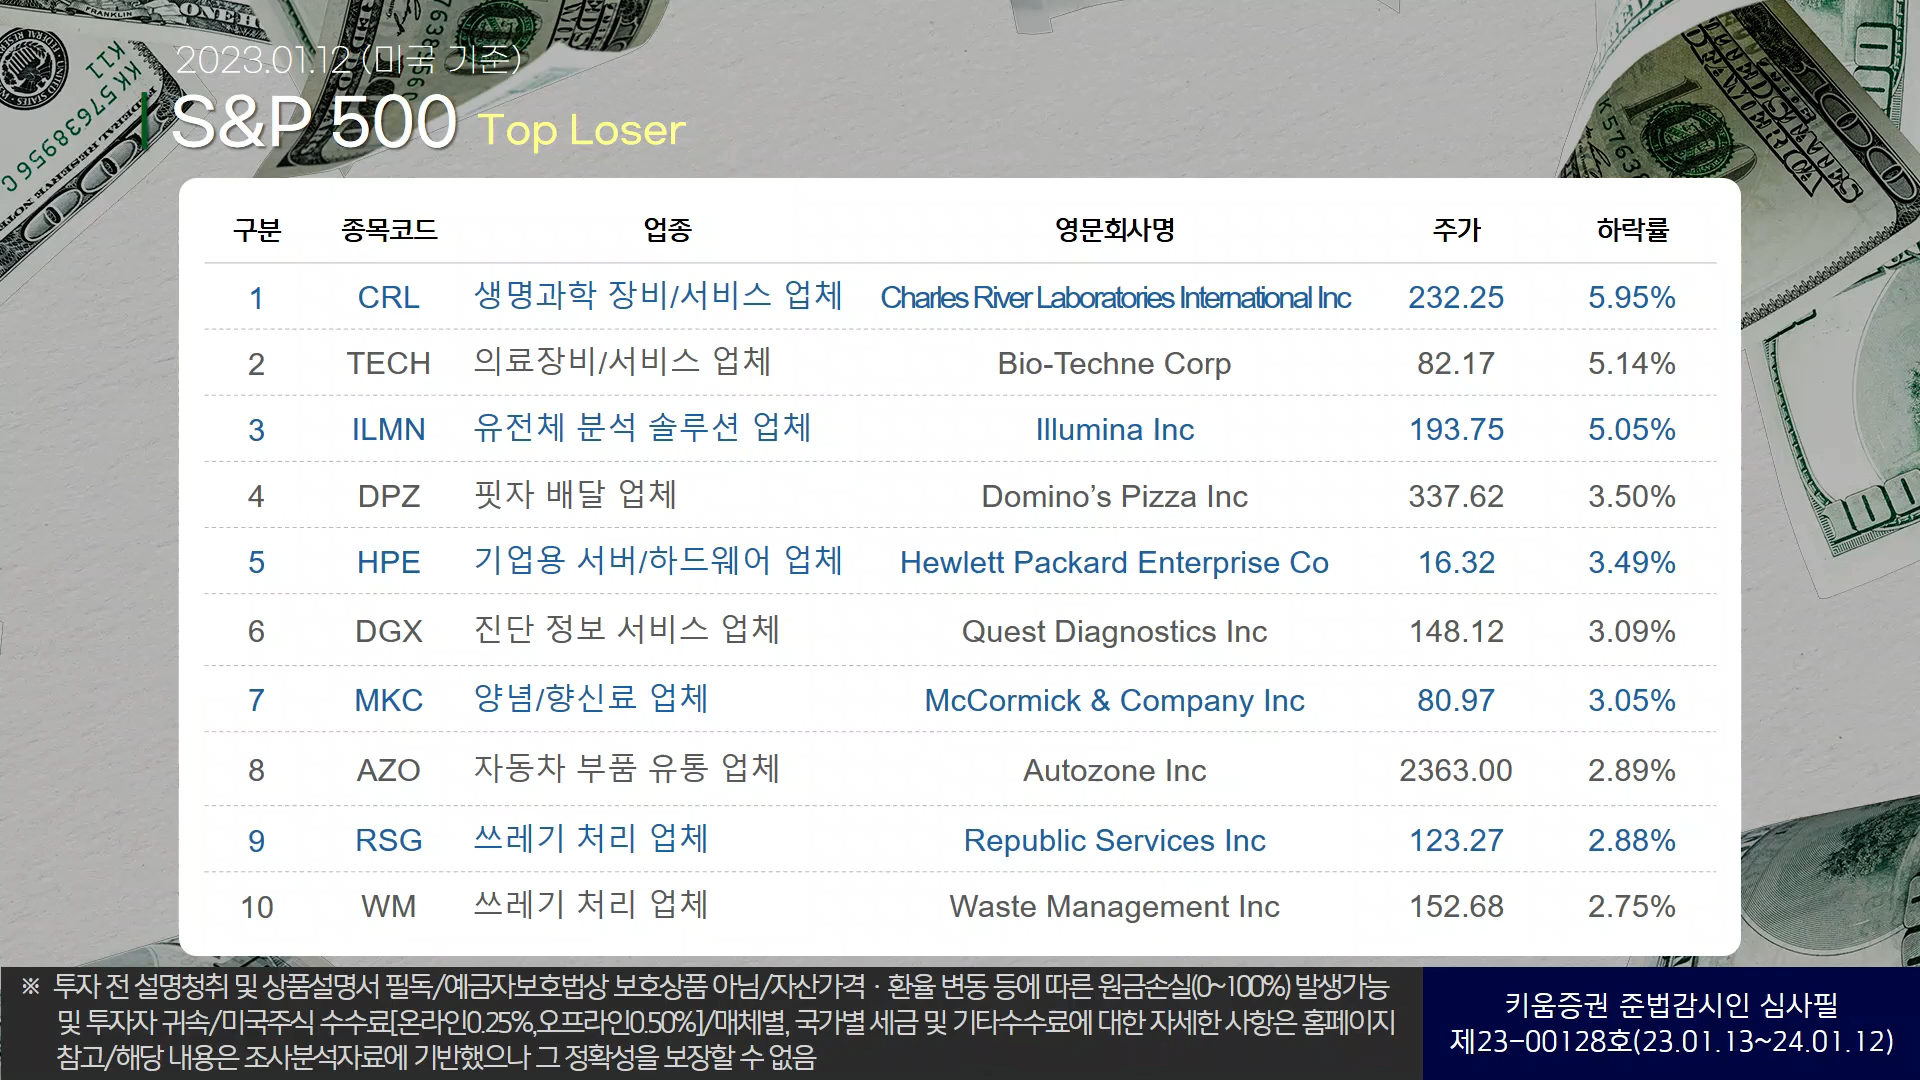 2023.01.12 (미국 기준)
S&P 500 Top Loser
구분 종목코드 업종 영문회사명 주가 하락률
1 CRL 생명과학 장비/서비스 업체 Charles River Laboratories International Inc 232.25 5.95%
2 TECH 의료장비/서비스 업체 Bio-Techne Corp 82.17 5.14%
3 ILMN 유전체 분석 솔루션 업체 Illumina Inc 193.75 5.05%
4 DPZ 핏자 배달 업체 Domino’s Pizza Inc 337.62 3.50%
5 HPE 기업용 서버/하드웨어 업체 Hewlett Packard Enterprise Co 16.32 3.49%
6 DGX 진단 정보 서비스 업체 Quest Diagnostics Inc 148.12 3.09%
7 MKC 양념/향신료 업체 McCormick & Company Inc 80.97 3.05%
8 AZO 자동차 부품 유통 업체 Autozone Inc 2363.00 2.89%
9 RSG 쓰레기 처리 업체 Republic Services Inc 123.27 2.88%
10 WM 쓰레기 처리 업체 Waste Management Inc 152.68 2.75%
※ 투자 전 설명청취 및 상품설명서 필독/예금자보호법상 보호상품 아님/자산가격 · 환율 변동 등에 따른 원금손실(0~100%) 발생가능
및 투자자 귀속/미국주식 수수료[온라인0.25%,오프라인0.50%]/매체별, 국가별 세금 및 기타수수료에 대한 자세한 사항은 홈페이지
참고/해당 내용은 조사분석자료에 기반했으나 그 정확성을 보장할 수 없음
키움증권 준법감시인 심사필
제23-00128호(23.01.13~24.01.12)